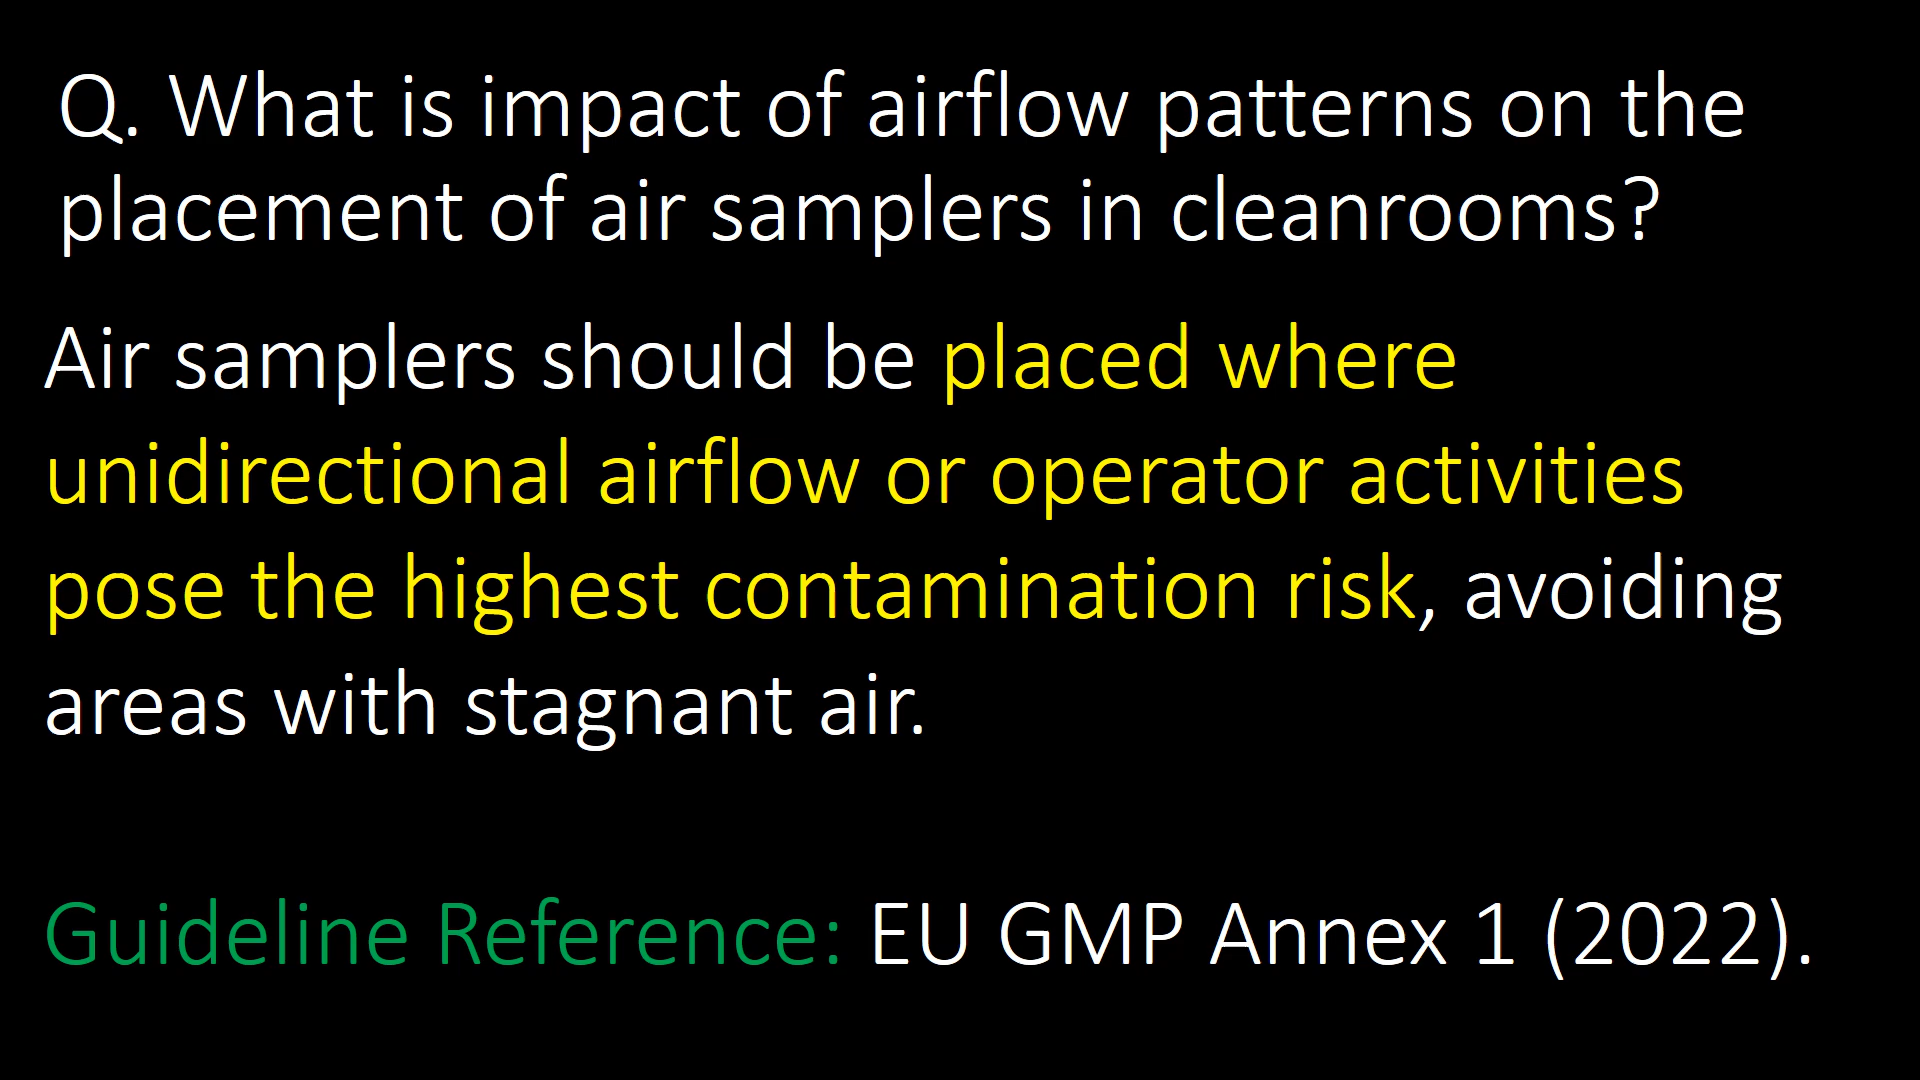 Q. What is impact of airflow patterns on the
placement of air samplers in cleanrooms?
Air samplers should be placed where
unidirectional airflow or operator activities
pose the highest contamination risk, avoiding
areas with stagnant air.
Guideline Reference: EU GMP Annex 1 (2022).